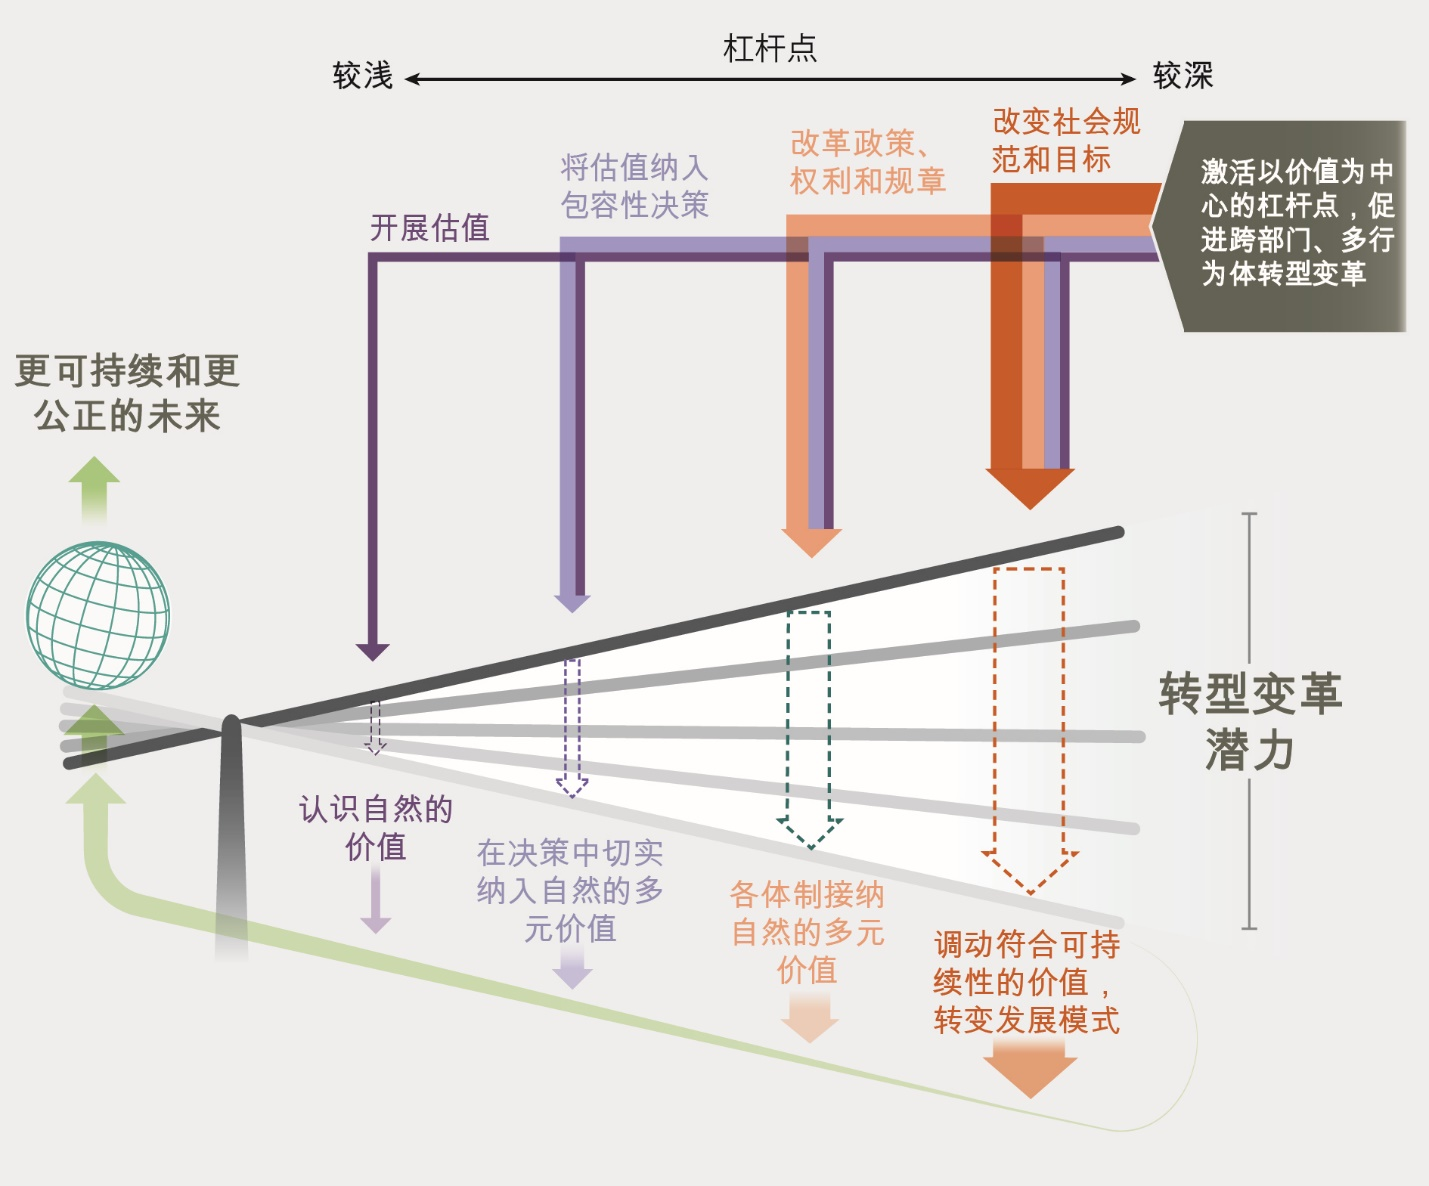 杠杆点
较浅
较深
改变社会规
范和目标
改革政策、
权利和规章
将估值纳入
包容性决策
开展估值
激活以价值为中
心的杠杆点，促
进跨部门、多行
为体转型变革
更可持续和更
公正的未来
转型变革
潜力
认识自然的
价值
在决策中切实
纳入自然的多
元价值
各体制接纳
自然的多元
价值
调动符合可持
续性的价值，
转变发展模式